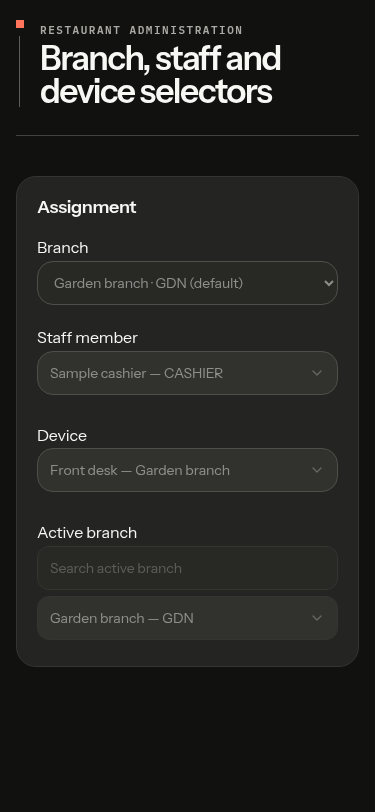 RESTAURANT ADMINISTRATION
Branch, staff and
device selectors
Assignment
Branch
Garden branch · GDN (default)
Staff member
Sample cashier — CASHIER
Device
Front desk — Garden branch
Active branch
Search active branch
Garden branch — GDN